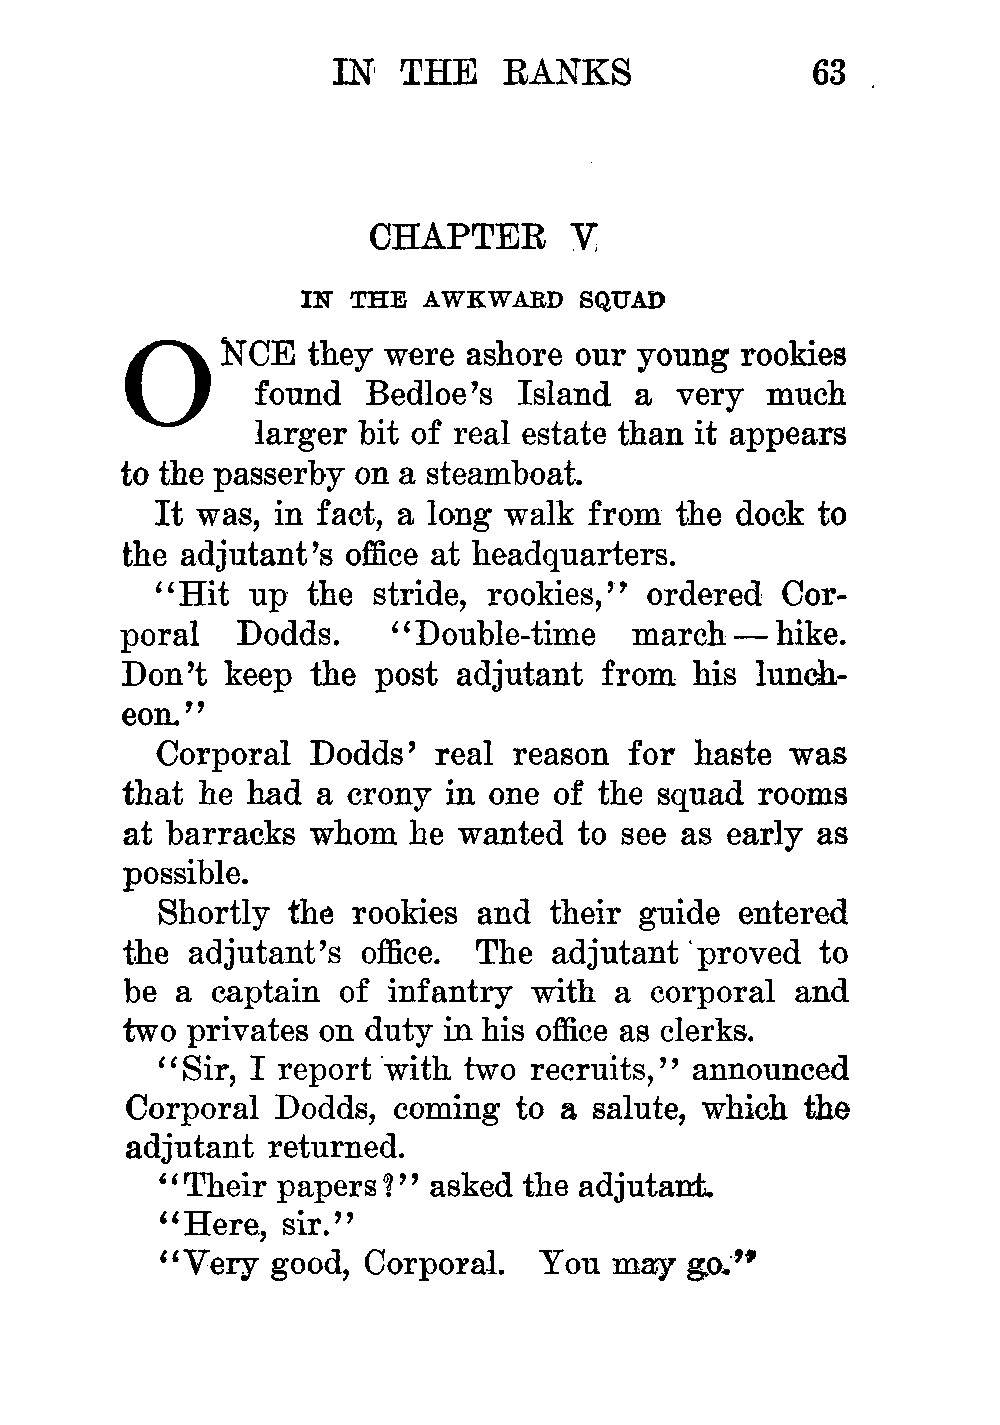 IN THE RANKS 63
CHAPTER V
IN THE AWKWARD SQUAD
ONCE they were ashore our young rookies
found Bedloe's Island a very much
larger bit of real estate than it appears
to the passerby on a steamboat.
It was, in fact, a long walk from the dock to
the adjutant's office at headquarters.
"Hit up the stride, rookies," ordered Cor-
poral Dodds. "Double-time march — hike.
Don't keep the post adjutant from his lunch-
eon."
Corporal Dodds' real reason for haste was
that he had a crony in one of the squad rooms
at barracks whom he wanted to see as early as
possible.
Shortly the rookies and their guide entered
the adjutant's office. The adjutant proved to
be a captain of infantry with a corporal and
two privates on duty in his office as clerks.
"Sir, I report with two recruits," announced
Corporal Dodds, coming to a salute, which the
adjutant returned.
"Their papers?" asked the adjutant.
"Here, sir."
"Very good, Corporal. You may go."